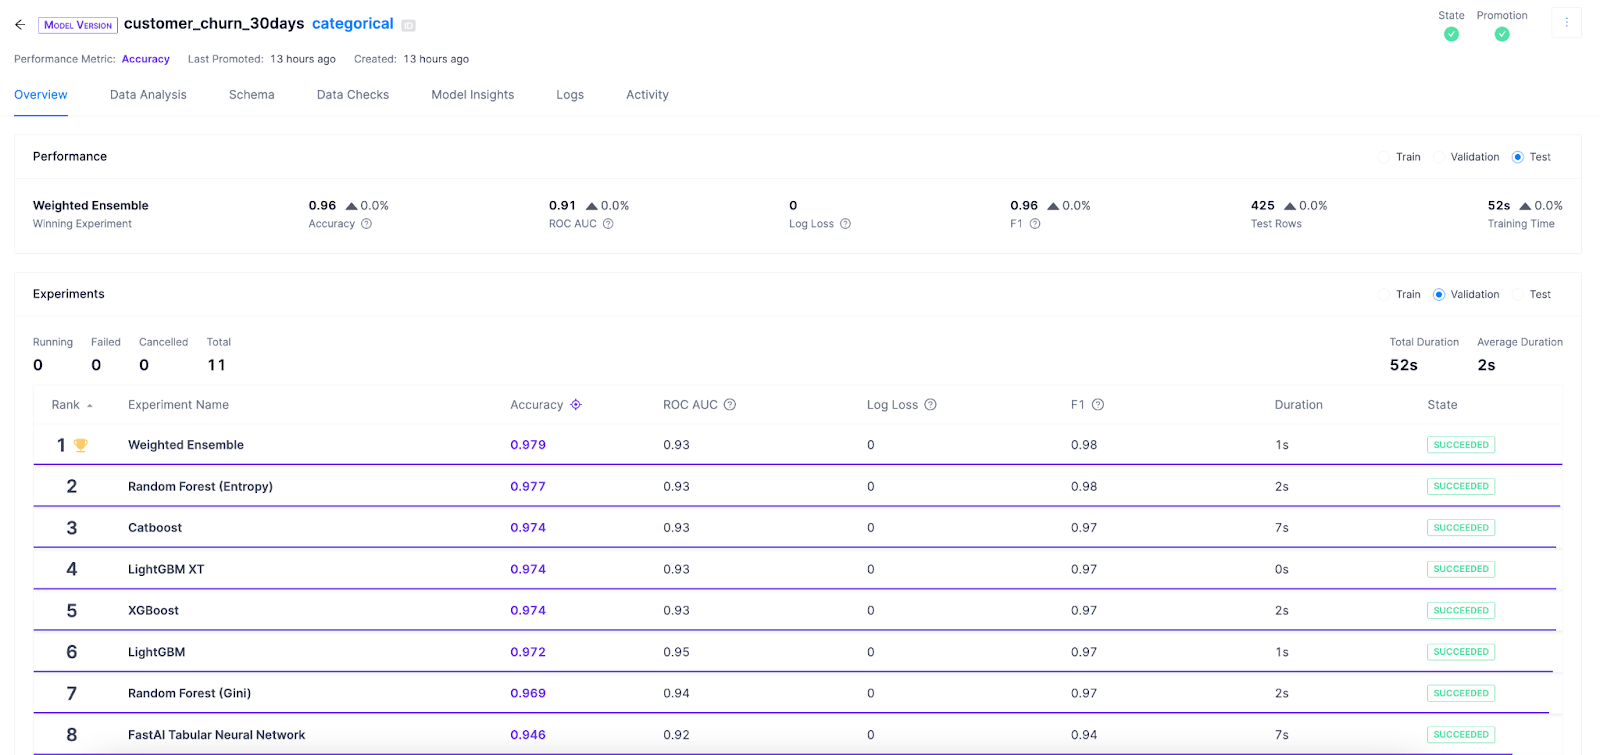 MODEL VERSION customer_churn_30days categorical ID
State Promotion
Performance Metric: Accuracy Last Promoted: 13 hours ago Created: 13 hours ago
Overview Data Analysis Schema Data Checks Model Insights Logs Activity
Performance Train Validation Test
Weighted Ensemble 0.96 0.0% 0.91 0.0% 0 0.96 0.0% 425 0.0% 52s 0.0%
Winning Experiment Accuracy ? ROC AUC ? Log Loss ? F1 ? Test Rows Training Time
Experiments Train Validation Test
Running Failed Cancelled Total Total Duration Average Duration
0 0 0 11 52s 2s
Rank Experiment Name Accuracy ROC AUC ? Log Loss ? F1 ? Duration State
1 Weighted Ensemble 0.979 0.93 0 0.98 1s SUCCEEDED
2 Random Forest (Entropy) 0.977 0.93 0 0.98 2s SUCCEEDED
3 Catboost 0.974 0.93 0 0.97 7s SUCCEEDED
4 LightGBM XT 0.974 0.93 0 0.97 0s SUCCEEDED
5 XGBoost 0.974 0.93 0 0.97 2s SUCCEEDED
6 LightGBM 0.972 0.95 0 0.97 1s SUCCEEDED
7 Random Forest (Gini) 0.969 0.94 0 0.97 2s SUCCEEDED
8 FastAI Tabular Neural Network 0.946 0.92 0 0.94 7s SUCCEEDED